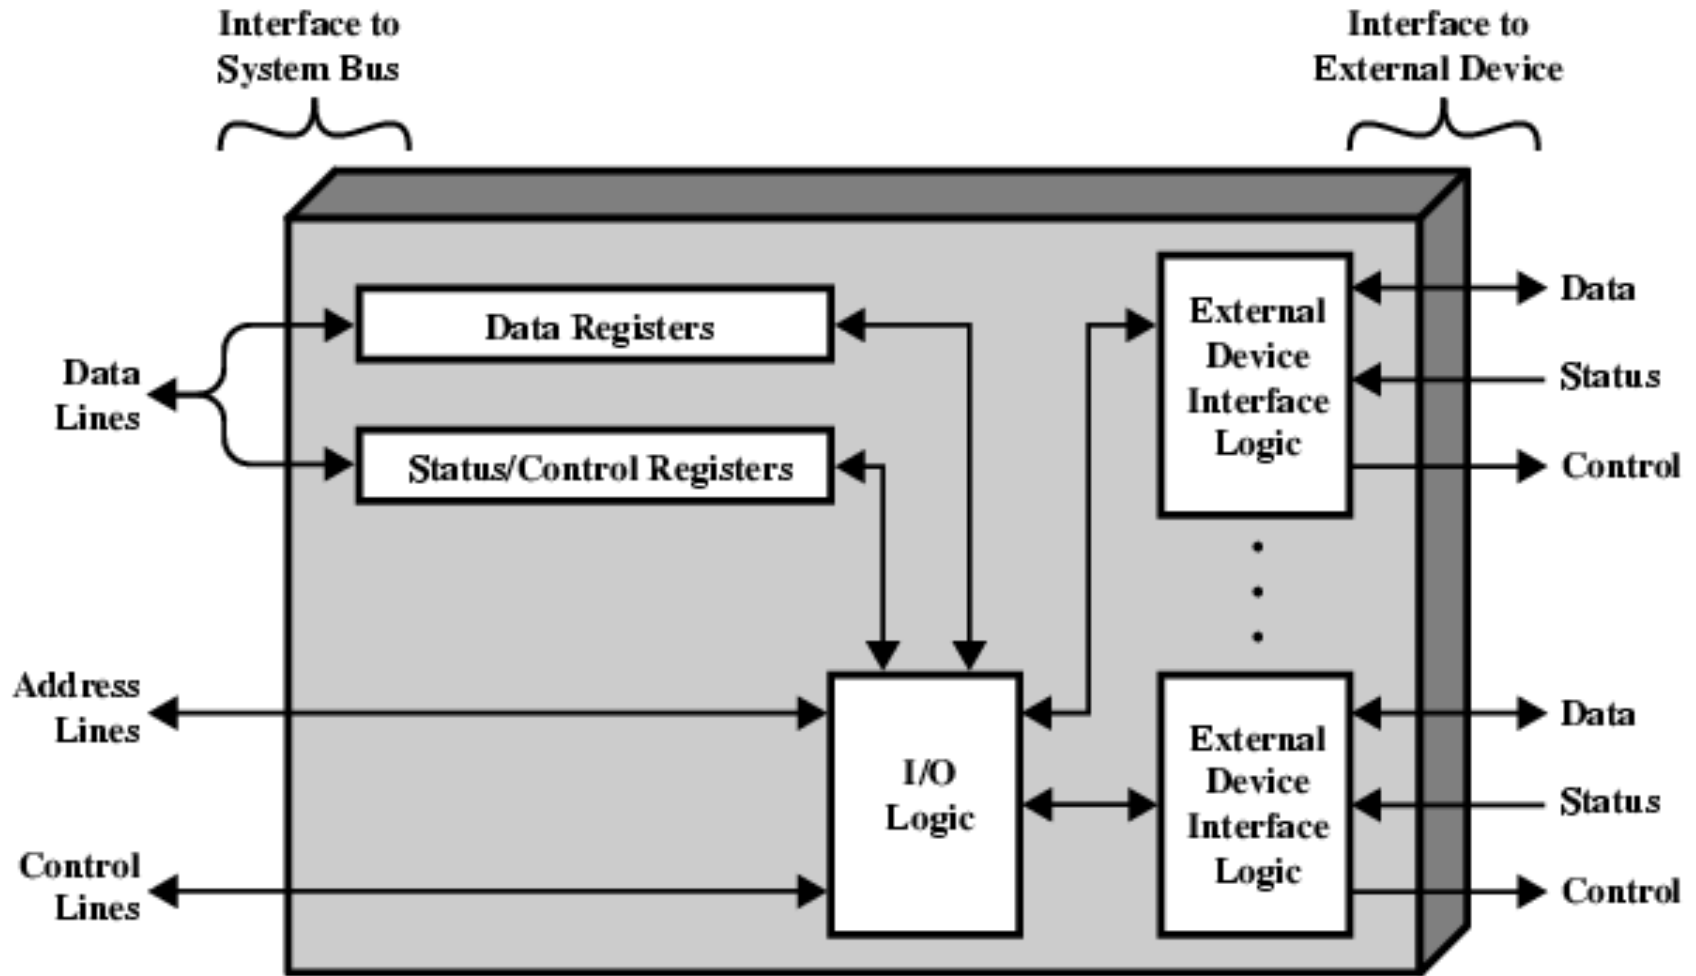 Interface to
System Bus
Interface to
External Device
Data Registers
Status/Control Registers
Data
Lines
Address
Lines
Control
Lines
I/O
Logic
External
Device
Interface
Logic
Data
Status
Control
External
Device
Interface
Logic
Data
Status
Control